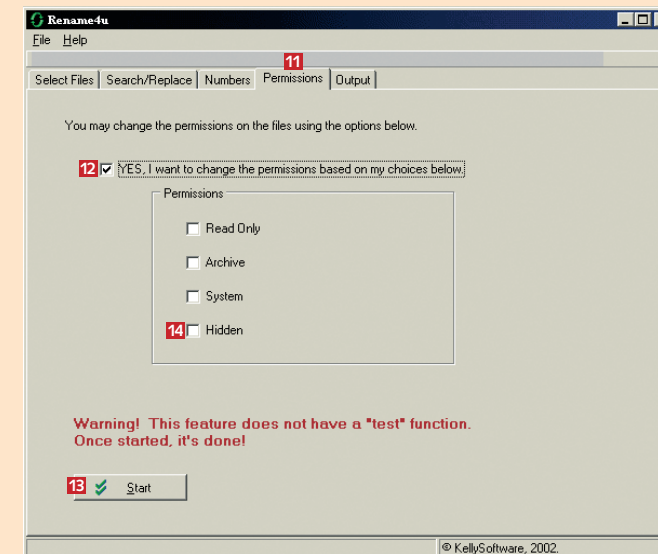 Rename4u
File Help
11
Select Files Search/Replace Numbers Permissions Output
You may change the permissions on the files using the options below.
12 YES, I want to change the permissions based on my choices below.
Permissions
Read Only
Archive
System
14 Hidden
Warning! This feature does not have a "test" function.
Once started, it's done!
13 Start
© KellySoftware, 2002.